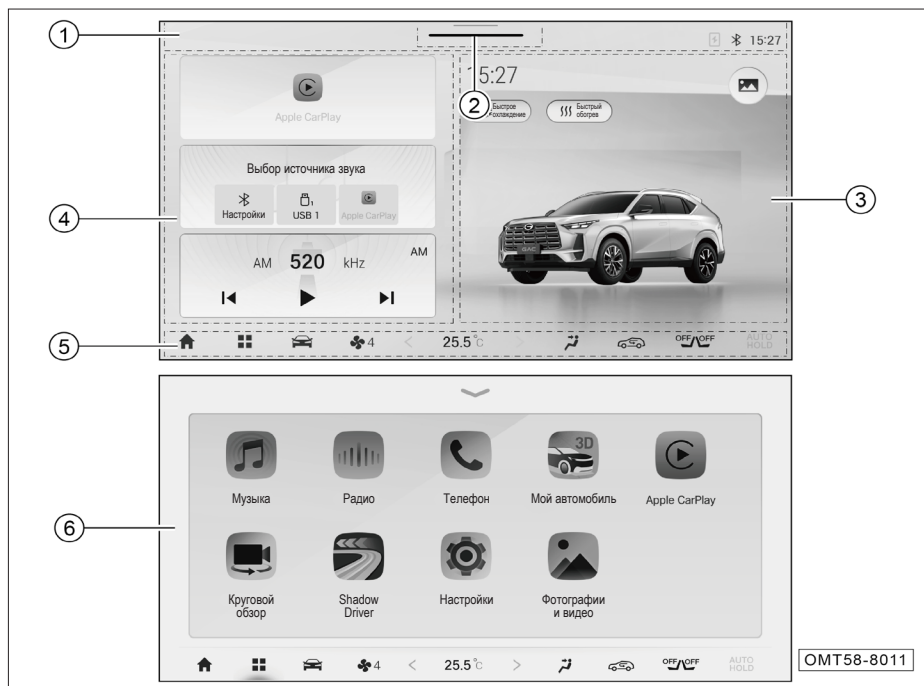 1
2
15:27
15:27
Apple CarPlay
Быстрое
охлаждение
Быстрый
обогрев
Выбор источника звука
Настройки
USB 1
Apple CarPlay
3
4
GAC
AM 520 kHz
AM
5
4 < 25.5°C > OFF OFF AUTO HOLD
3D
Музыка
Радио
Телефон
Мой автомобиль
Apple CarPlay
6
Круговой
обзор
Shadow
Driver
Настройки
Фотографии
и видео
4 < 25.5°C > OFF OFF AUTO HOLD
OMT58-8011